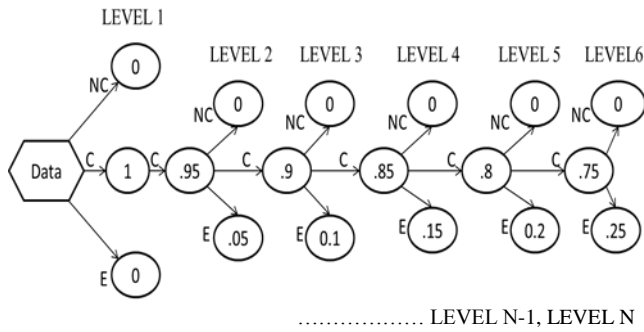 LEVEL 1
LEVEL 2 LEVEL 3 LEVEL 4 LEVEL 5 LEVEL6
0
0 0 0 0 0
NC
NC NC NC NC NC
Data C 1 C .95 C .9 C .85 C .8 C .75
E E E E E
.05 0.1 .15 0.2 .25
E 0
................. LEVEL N-1, LEVEL N